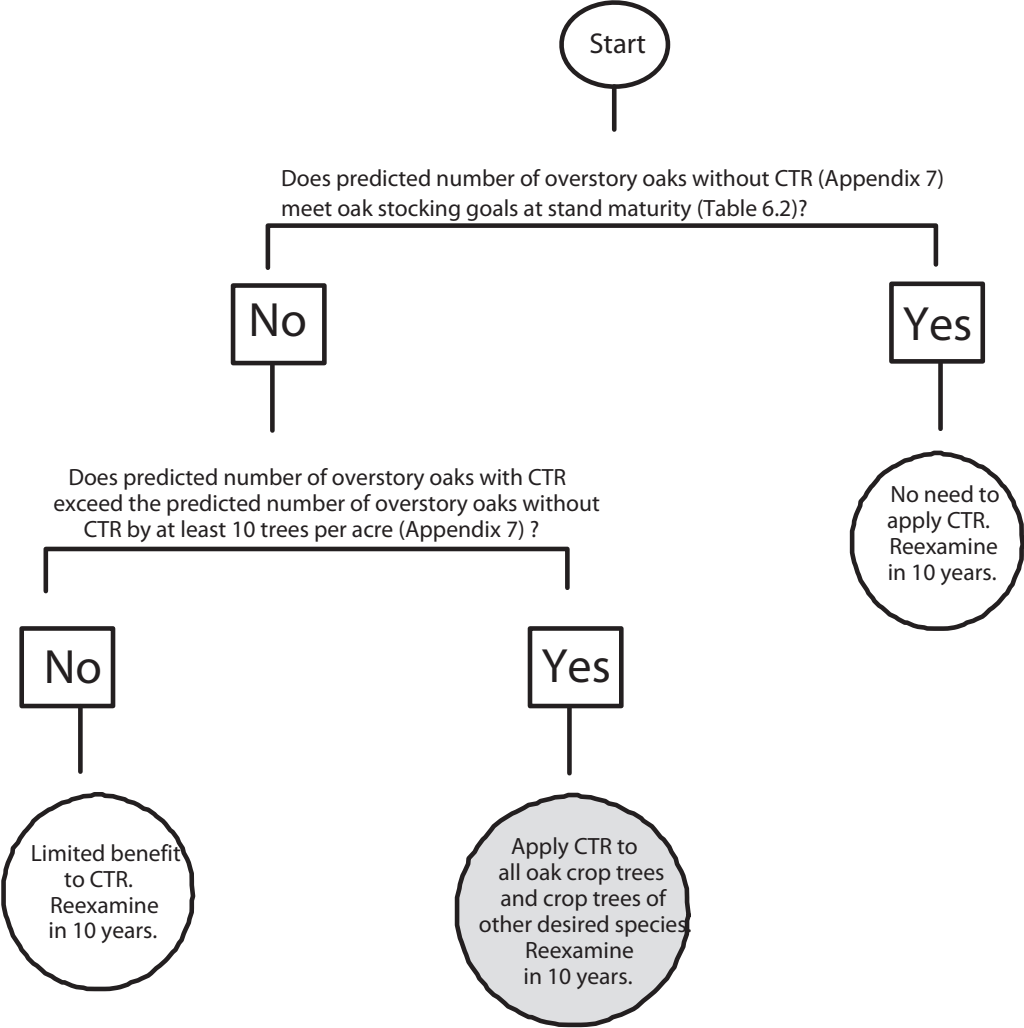 Start
Does predicted number of overstory oaks without CTR (Appendix 7)
meet oak stocking goals at stand maturity (Table 6.2)?
No
Yes
Does predicted number of overstory oaks with CTR
exceed the predicted number of overstory oaks without
CTR by at least 10 trees per acre (Appendix 7) ?
No need to
apply CTR.
Reexamine
in 10 years.
No
Yes
Limited benefit
to CTR.
Reexamine
in 10 years.
Apply CTR to
all oak crop trees
and crop trees of
other desired species.
Reexamine
in 10 years.